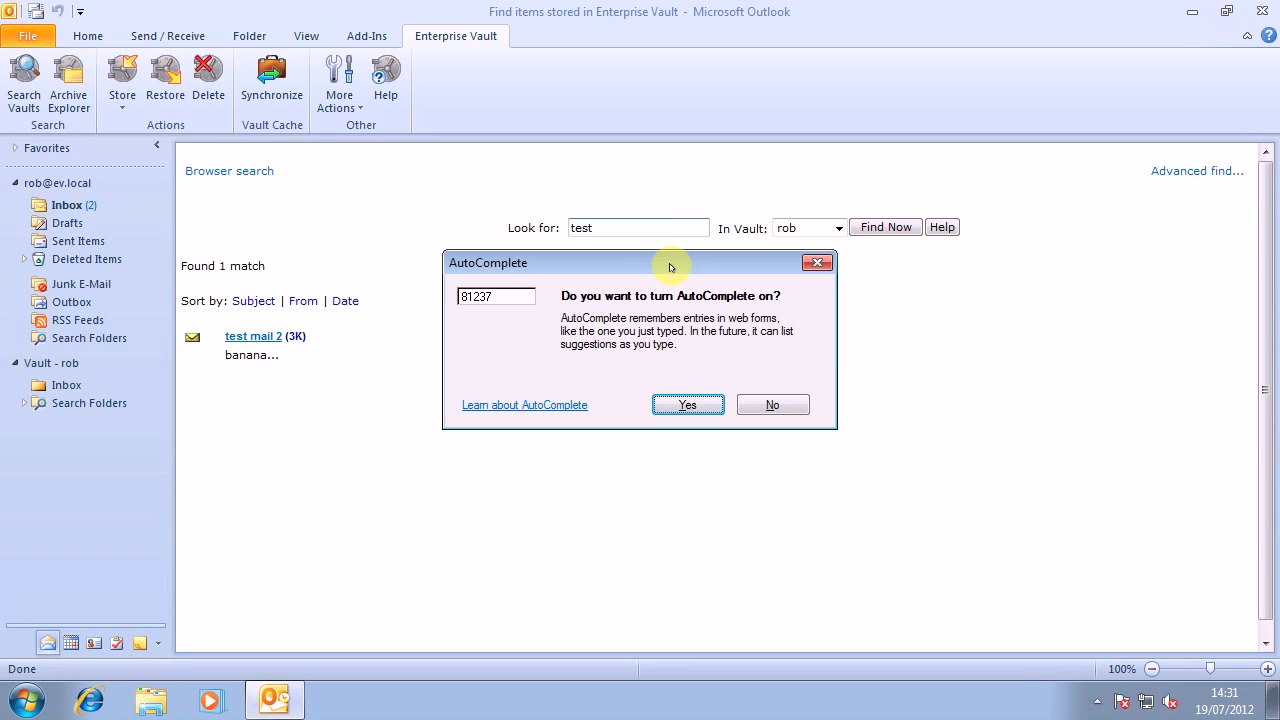 Find items stored in Enterprise Vault - Microsoft Outlook
File Home Send / Receive Folder View Add-Ins Enterprise Vault
Search Vaults
Archive Explorer
Store
Restore
Delete
Synchronize
More Actions
Help
Search
Actions
Vault Cache
Other
Favorites
rob@ev.local
Inbox (2)
Drafts
Sent Items
Deleted Items
Junk E-Mail
Outbox
RSS Feeds
Search Folders
Vault - rob
Inbox
Search Folders
Browser search
Advanced find...
Look for: test In Vault: rob Find Now Help
Found 1 match
Sort by: Subject | From | Date
test mail 2 (3K)
banana...
AutoComplete
81237
Do you want to turn AutoComplete on?
AutoComplete remembers entries in web forms,
like the one you just typed. In the future, it can list
suggestions as you type.
Learn about AutoComplete
Yes
No
Done
100%
14:31
19/07/2012